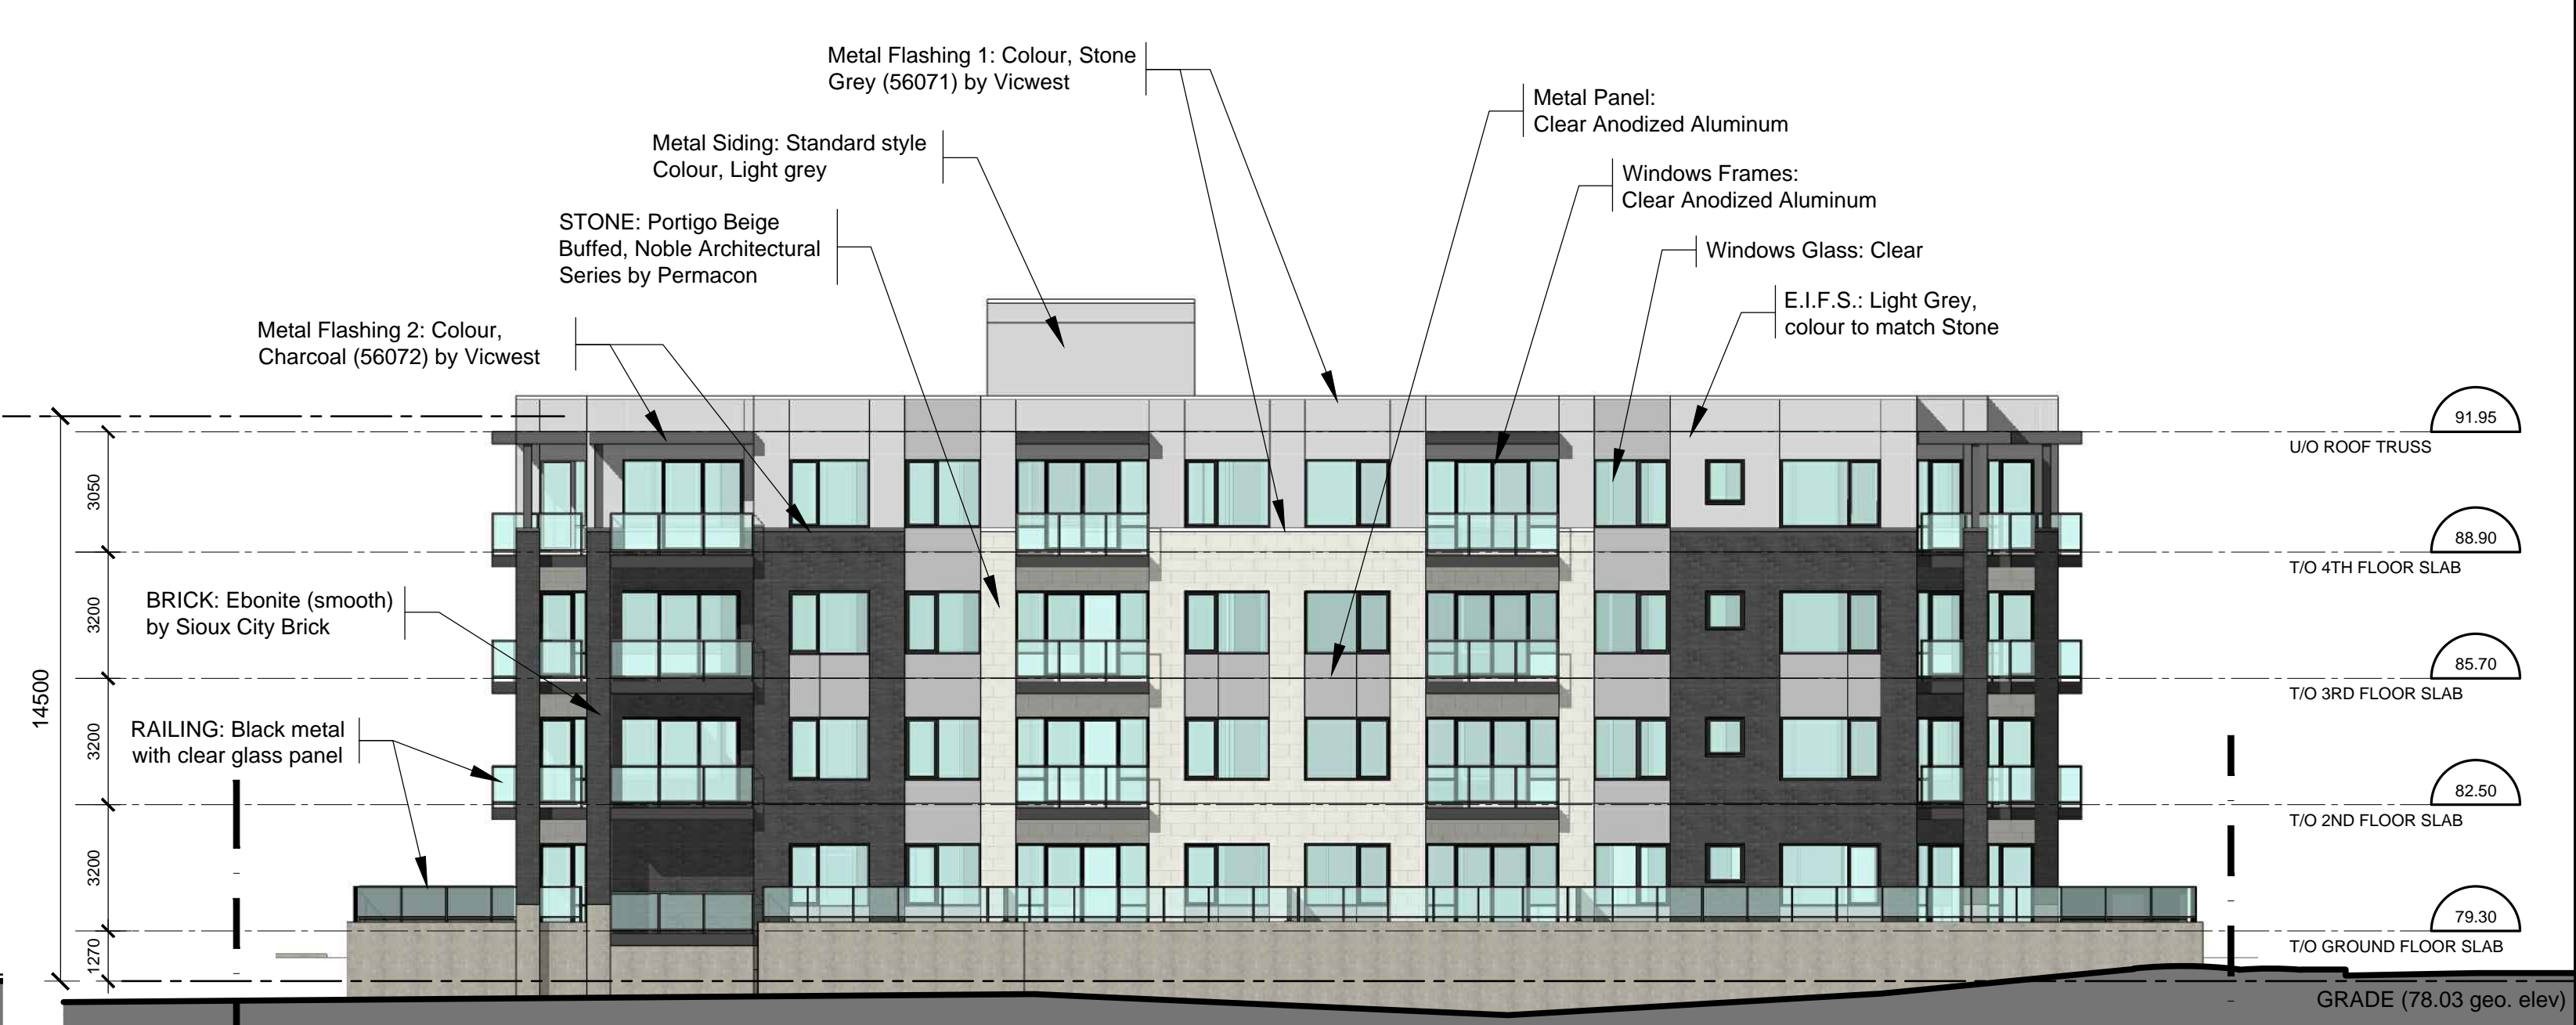 Metal Flashing 1: Colour, Stone
Grey (56071) by Vicwest
Metal Panel:
Clear Anodized Aluminum
Metal Siding: Standard style
Colour, Light grey
Windows Frames:
Clear Anodized Aluminum
STONE: Portigo Beige
Buffed, Noble Architectural
Series by Permacon
Windows Glass: Clear
E.I.F.S.: Light Grey,
colour to match Stone
Metal Flashing 2: Colour,
Charcoal (56072) by Vicwest
BRICK: Ebonite (smooth)
by Sioux City Brick
RAILING: Black metal
with clear glass panel
14500
3050
3200
3200
3200
1270
91.95
U/O ROOF TRUSS
88.90
T/O 4TH FLOOR SLAB
85.70
T/O 3RD FLOOR SLAB
82.50
T/O 2ND FLOOR SLAB
79.30
T/O GROUND FLOOR SLAB
GRADE (78.03 geo. elev)